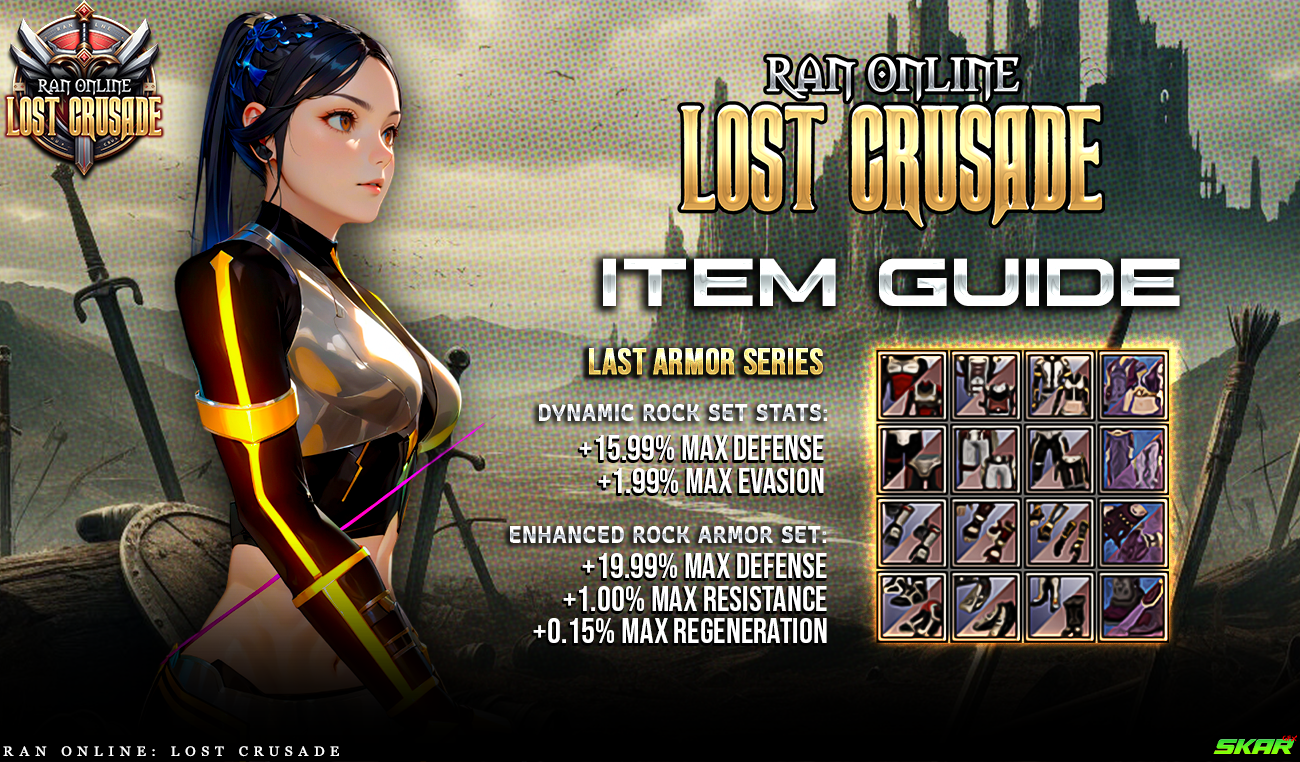 RAN ONLINE
LOST CRUSADE
RAN ONLINE
LOST CRUSADE
ITEM GUIDE
LAST ARMOR SERIES
DYNAMIC ROCK SET STATS:
+15.99% MAX DEFENSE
+1.99% MAX EVASION
ENHANCED ROCK ARMOR SET:
+19.99% MAX DEFENSE
+1.00% MAX RESISTANCE
+0.15% MAX REGENERATION
RAN ONLINE: LOST CRUSADE
SKAR